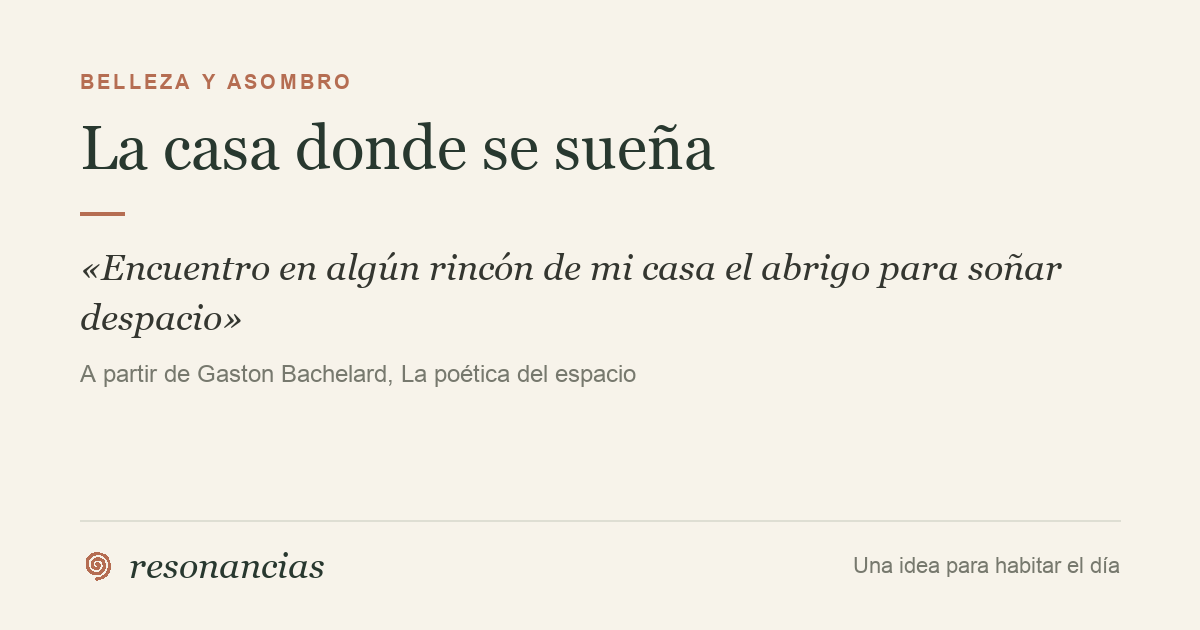 BELLEZA Y ASOMBRO
La casa donde se sueña
«Encuentro en algún rincón de mi casa el abrigo para soñar
despacio»
A partir de Gaston Bachelard, La poética del espacio
resonancias
Una idea para habitar el día